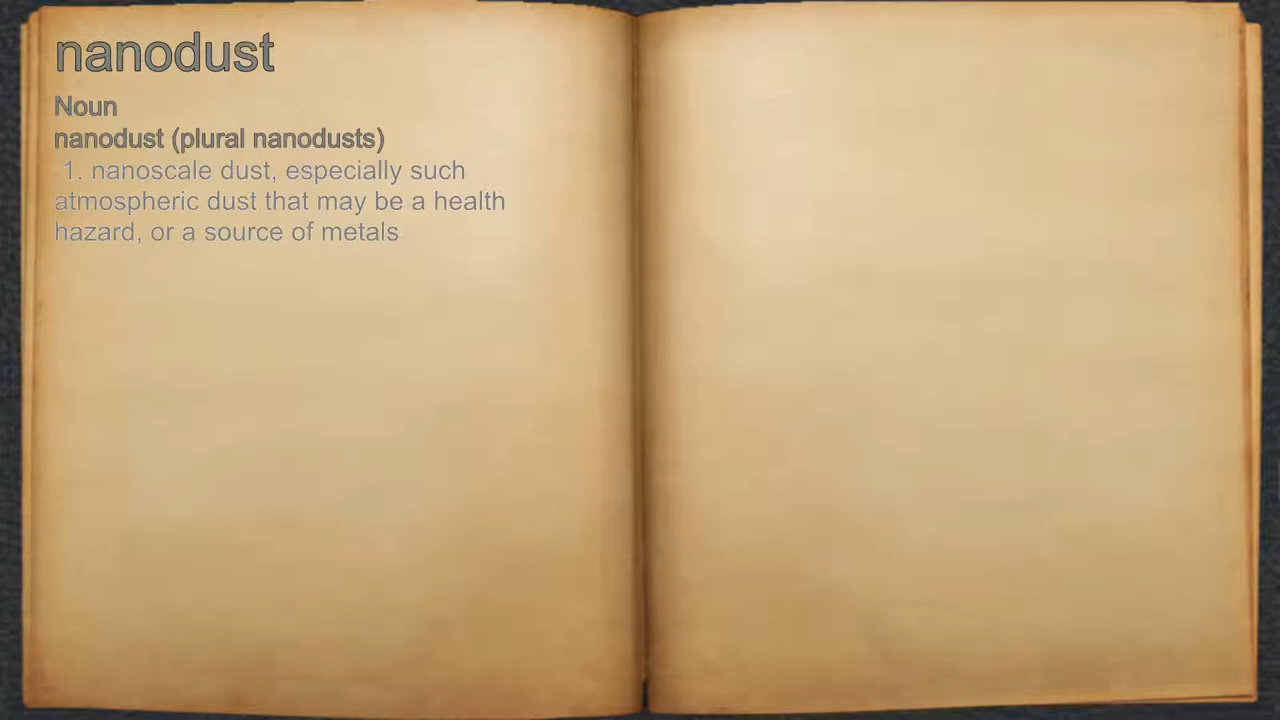 nanodust
Noun
nanodust (plural nanodusts)
1. nanoscale dust, especially such
atmospheric dust that may be a health
hazard, or a source of metals